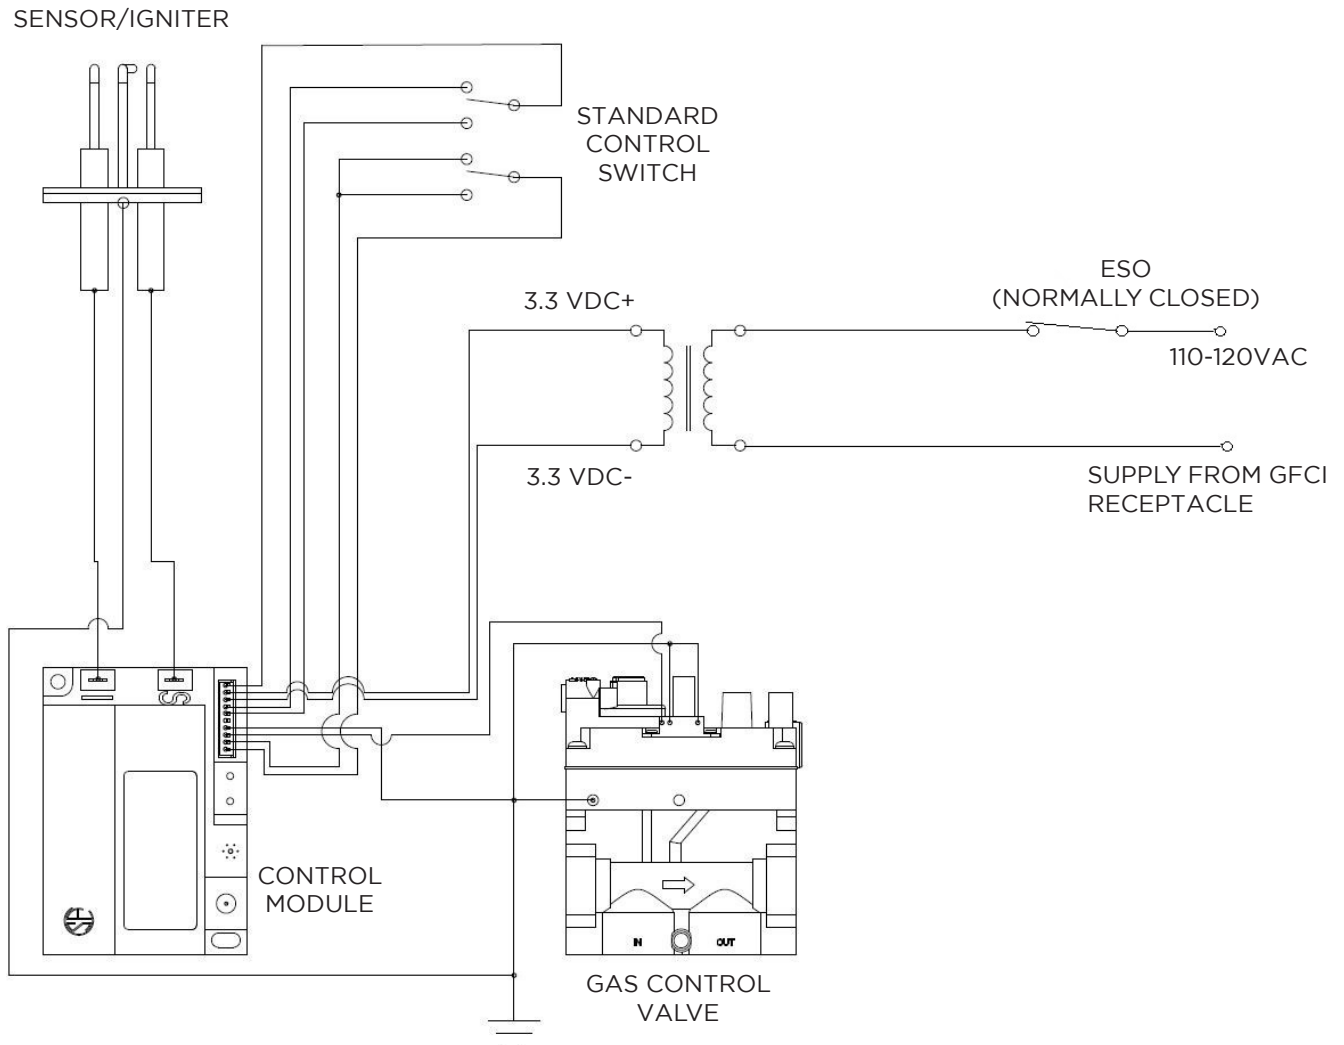 SENSOR/IGNITER
STANDARD
CONTROL
SWITCH
ESO
(NORMALLY CLOSED)
3.3 VDC+
110-120VAC
3.3 VDC-
SUPPLY FROM GFCI
RECEPTACLE
I
S
CONTROL
MODULE
IN
OUT
GAS CONTROL
VALVE